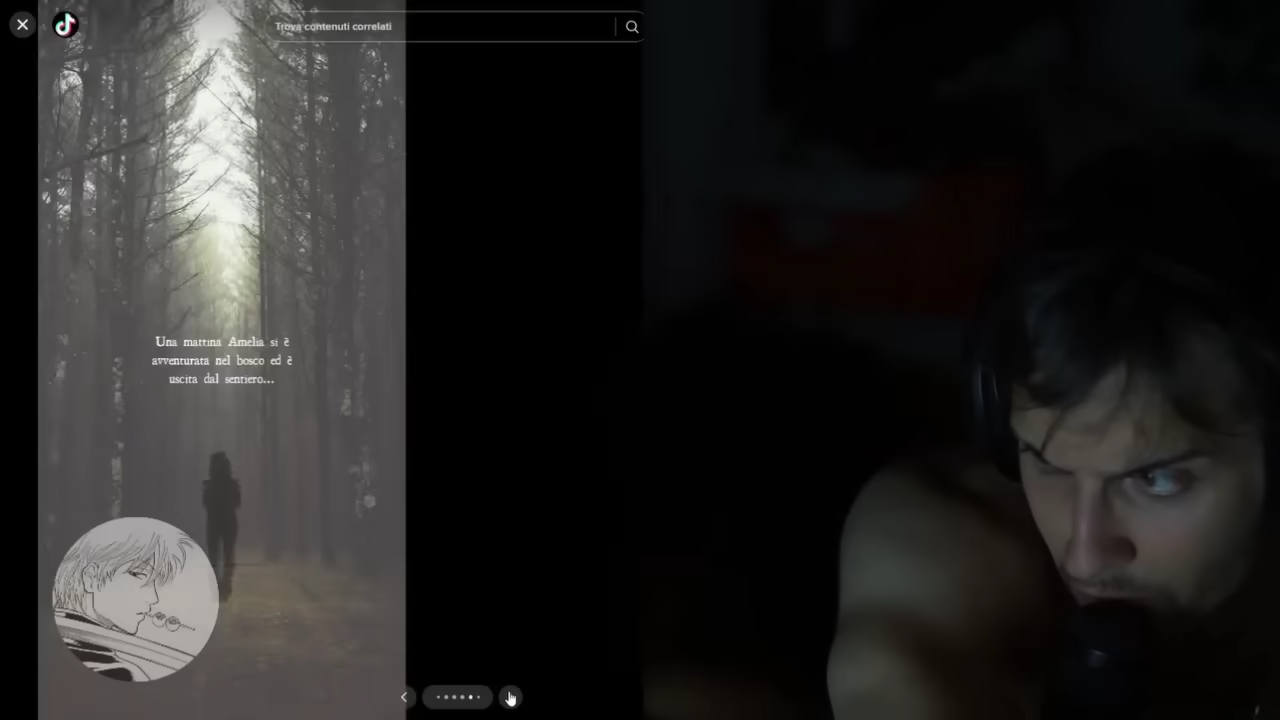 Trova contenuti correlati
Una mattina Amelia si è
avventurata nel bosco ed è
uscita dal sentiero...